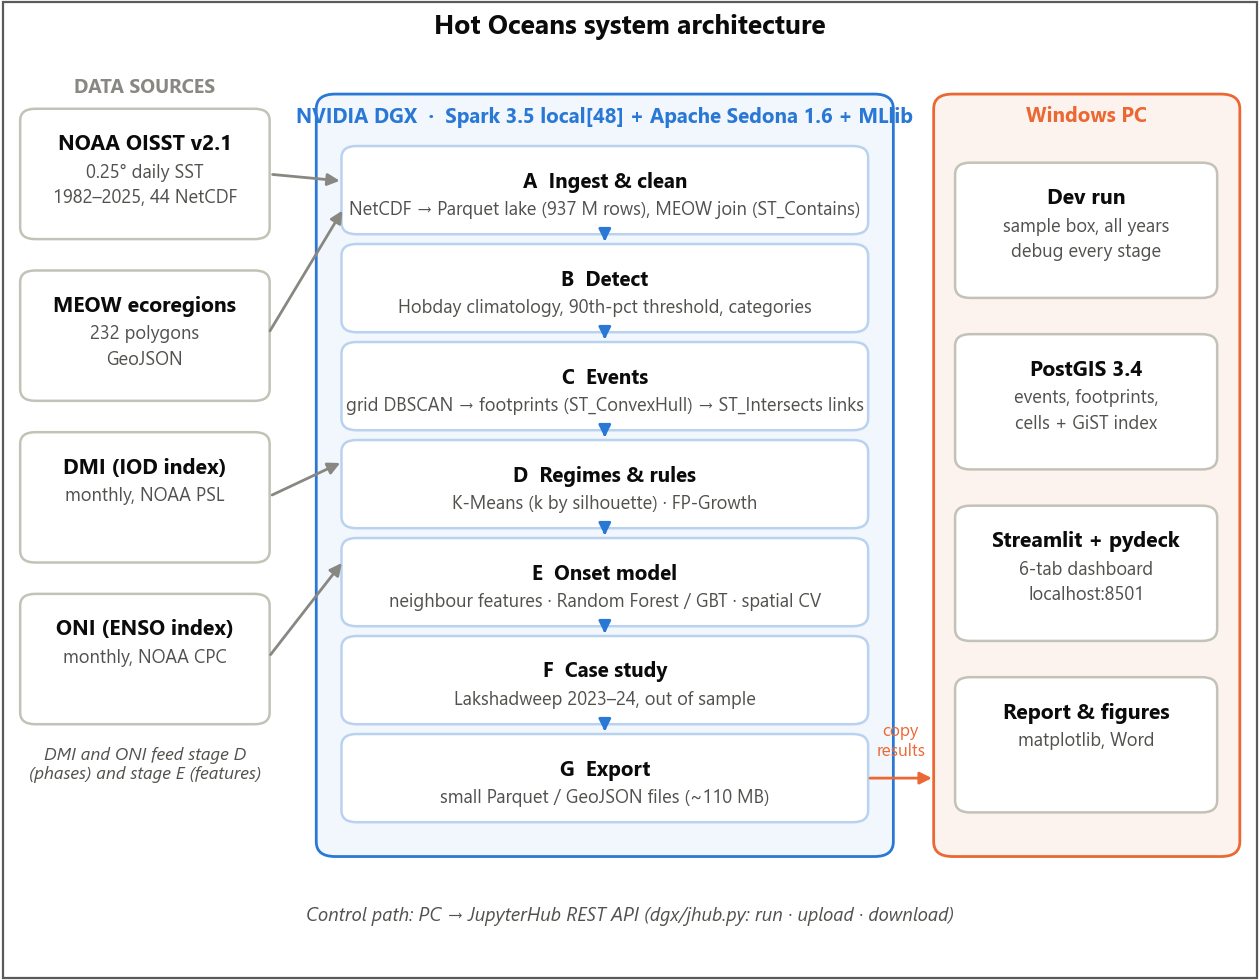 Hot Oceans system architecture
DATA SOURCES
NOAA OISST v2.1
0.25° daily SST
1982–2025, 44 NetCDF
MEOW ecoregions
232 polygons
GeoJSON
DMI (IOD index)
monthly, NOAA PSL
ONI (ENSO index)
monthly, NOAA CPC
DMI and ONI feed stage D
(phases) and stage E (features)
NVIDIA DGX · Spark 3.5 local[48] + Apache Sedona 1.6 + MLlib
A Ingest & clean
NetCDF → Parquet lake (937 M rows), MEOW join (ST_Contains)
B Detect
Hobday climatology, 90th-pct threshold, categories
C Events
grid DBSCAN → footprints (ST_ConvexHull) → ST_Intersects links
D Regimes & rules
K-Means (k by silhouette) · FP-Growth
E Onset model
neighbour features · Random Forest / GBT · spatial CV
F Case study
Lakshadweep 2023–24, out of sample
G Export
small Parquet / GeoJSON files (~110 MB)
copy
results
Windows PC
Dev run
sample box, all years
debug every stage
PostGIS 3.4
events, footprints,
cells + GiST index
Streamlit + pydeck
6-tab dashboard
localhost:8501
Report & figures
matplotlib, Word
Control path: PC → JupyterHub REST API (dgx/jhub.py: run · upload · download)